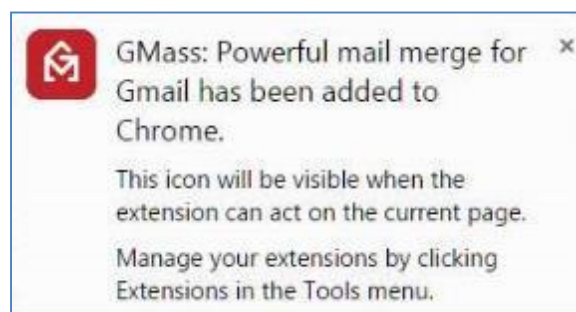 GMass: Powerful mail merge for
Gmail has been added to
Chrome.
This icon will be visible when the
extension can act on the current page.
Manage your extensions by clicking
Extensions in the Tools menu.